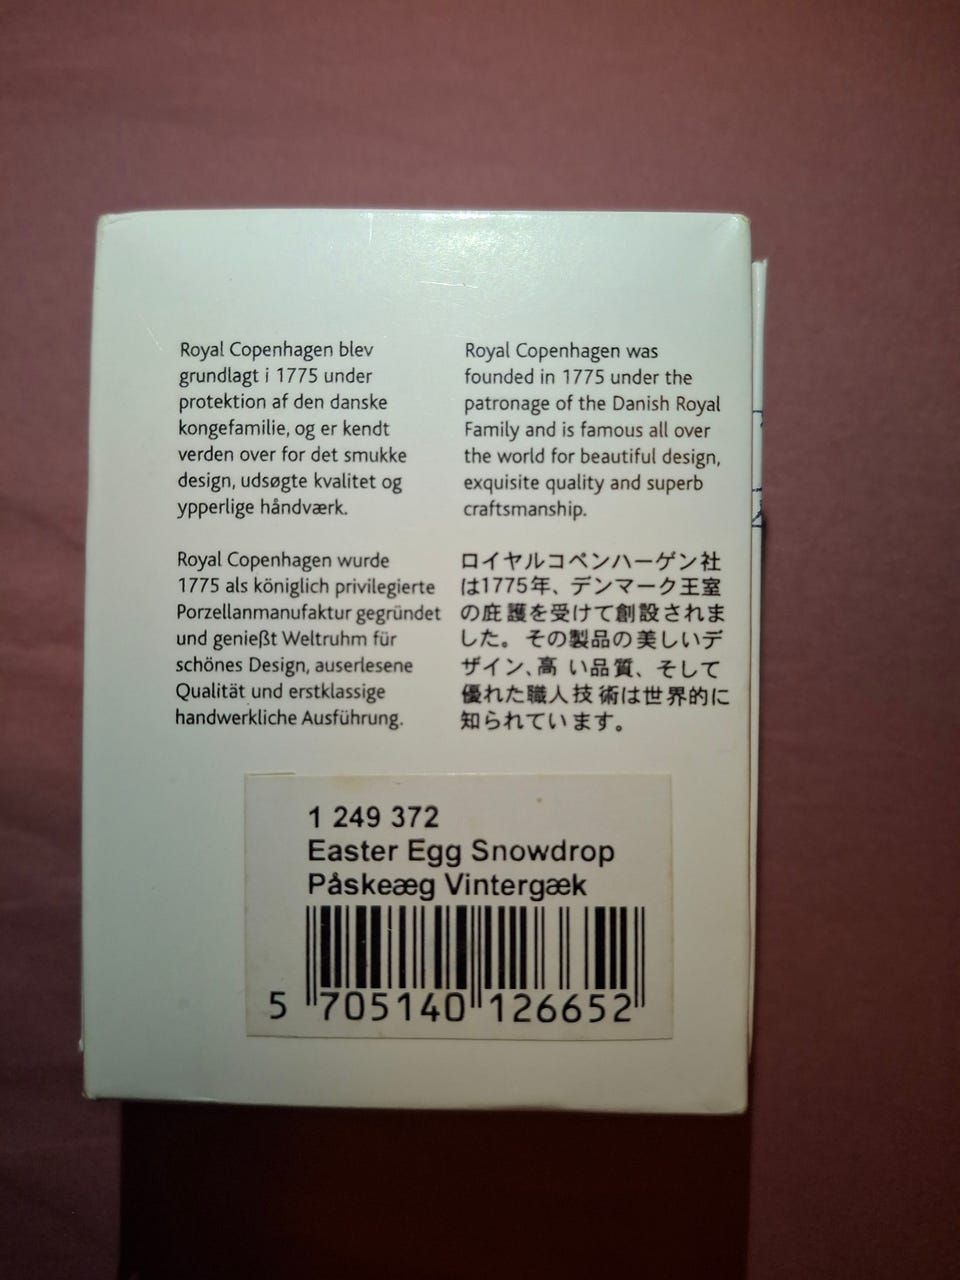 Royal Copenhagen blev
grundlagt i 1775 under
protektion af den danske
kongefamilie, og er kendt
verden over for det smukke
design, udsøgte kvalitet og
ypperlige håndværk.
Royal Copenhagen was
founded in 1775 under the
patronage of the Danish Royal
Family and is famous all over
the world for beautiful design,
exquisite quality and superb
craftsmanship.
Royal Copenhagen wurde
1775 als königlich privilegierte
Porzellanmanufaktur gegründet
und genießt Weltruhm für
schönes Design, auserlesene
Qualität und erstklassige
handwerkliche Ausführung.
ロイヤルコペンハーゲン社
は1775年、デンマーク王室
の庇護を受けて創設されま
した。その製品の美しいデ
ザイン、高い品質、そして
優れた職人技術は世界的に
知られています。
1 249 372
Easter Egg Snowdrop
Påskeæg Vintergæk
5 705140 126652